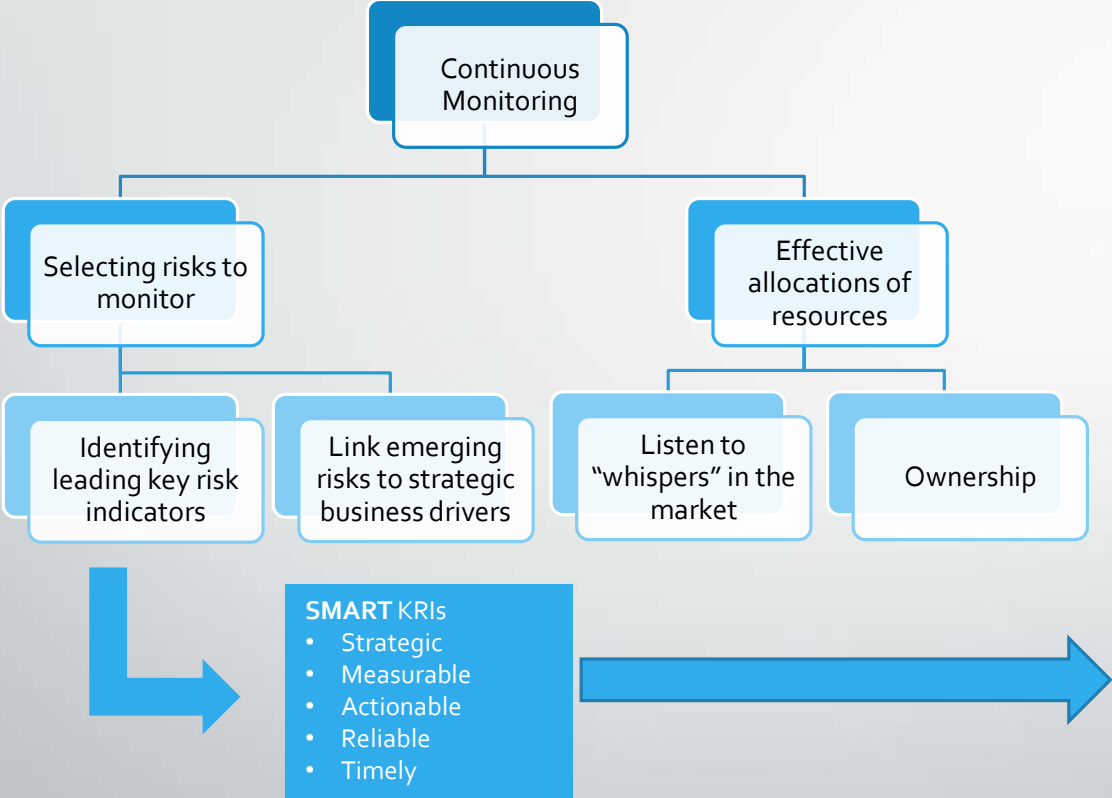 Continuous
Monitoring
Selecting risks to
monitor
Effective
allocations of
resources
Identifying
leading key risk
indicators
Link emerging
risks to strategic
business drivers
Listen to
“whispers” in the
market
Ownership
SMART KRIs
• Strategic
• Measurable
• Actionable
• Reliable
• Timely